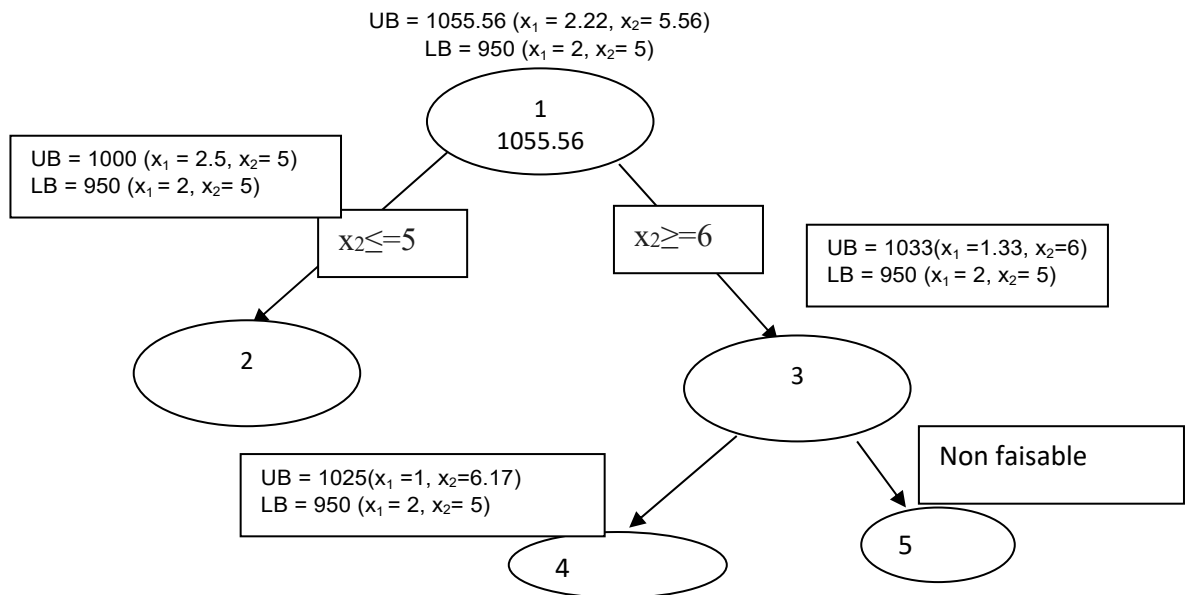 UB = 1055.56 (x₁ = 2.22, x₂= 5.56)
LB = 950 (x₁ = 2, x₂= 5)
1
1055.56
UB = 1000 (x₁ = 2.5, x₂= 5)
LB = 950 (x₁ = 2, x₂= 5)
x₂≤=5
x₂≥=6
UB = 1033(x₁ =1.33, x₂=6)
LB = 950 (x₁ = 2, x₂= 5)
2
3
UB = 1025(x₁ =1, x₂=6.17)
LB = 950 (x₁ = 2, x₂= 5)
Non faisable
4
5